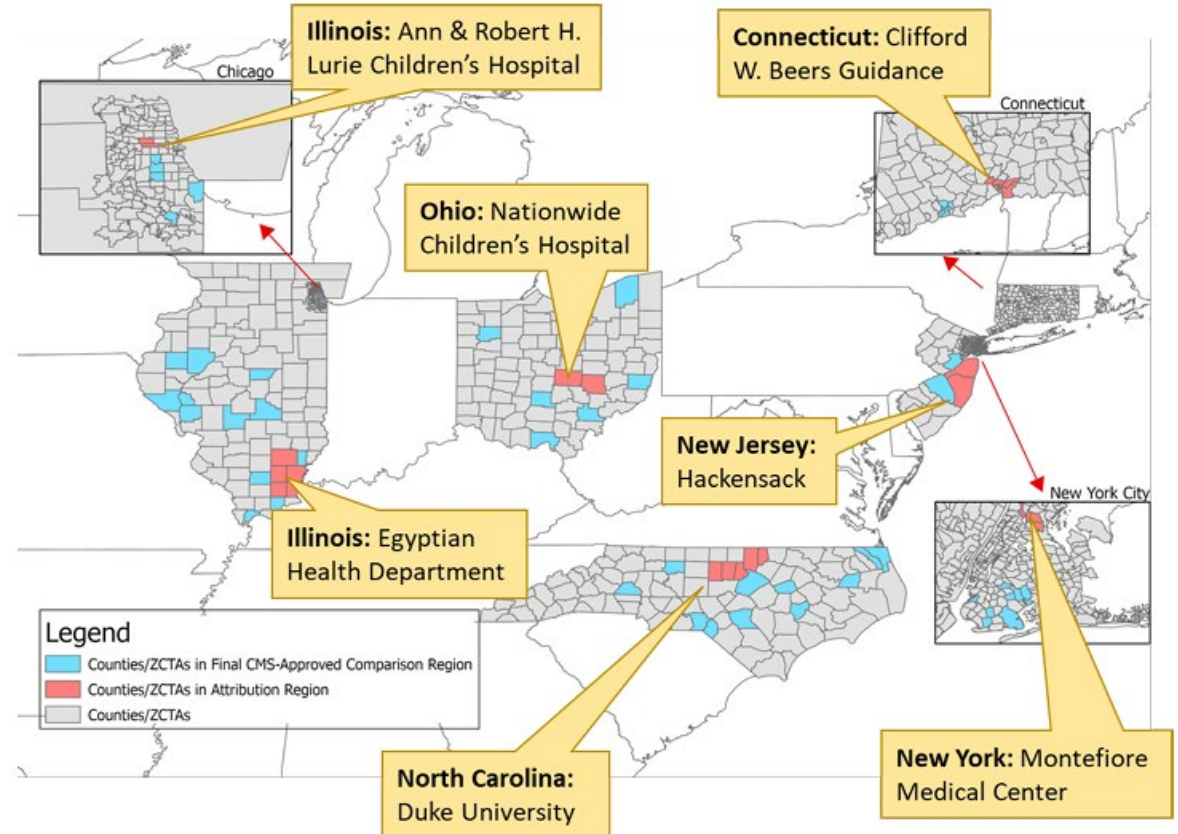 Illinois: Ann & Robert H.
Lurie Children's Hospital
Chicago
Connecticut: Clifford
W. Beers Guidance
Connecticut
Ohio: Nationwide
Children's Hospital
New Jersey:
Hackensack
New York City
Illinois: Egyptian
Health Department
Legend
Counties/ZCTAs in Final CMS-Approved Comparison Region
Counties/ZCTAs in Attribution Region
Counties/ZCTAs
North Carolina:
Duke University
New York: Montefiore
Medical Center